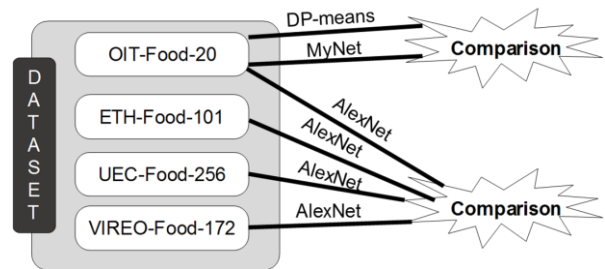 DATASET
OIT-Food-20
ETH-Food-101
UEC-Food-256
VIREO-Food-172
DP-means
MyNet
AlexNet
AlexNet
AlexNet
AlexNet
Comparison
Comparison